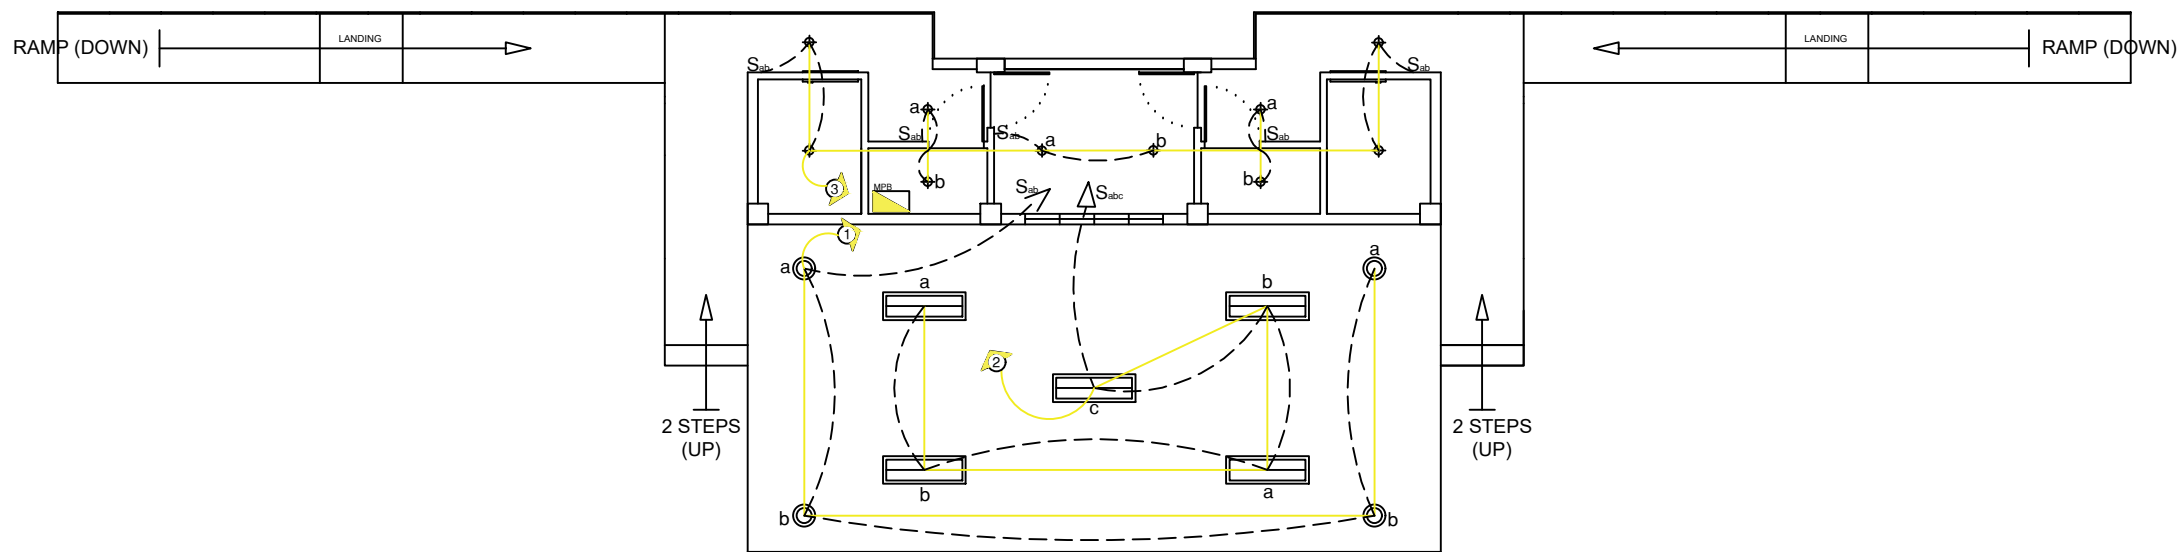 RAMP (DOWN)
LANDING
LANDING
RAMP (DOWN)
Sab
Sab
a
a
Sab
Sab
Sab
a
b
3
MPB
b
Sab
Sabc
b
1
a
a
a
b
2
c
2 STEPS
(UP)
2 STEPS
(UP)
b
a
b
b